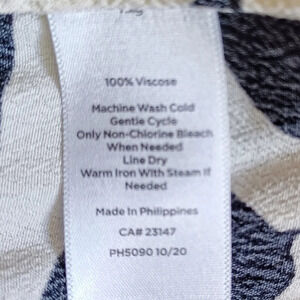 100% Viscose
Machine Wash Cold
Gentle Cycle
Only Non-Chlorine Bleach
When Needed
Line Dry
Warm Iron With Steam If
Needed
Made In Philippines
CA# 23147
PH5090 10/20